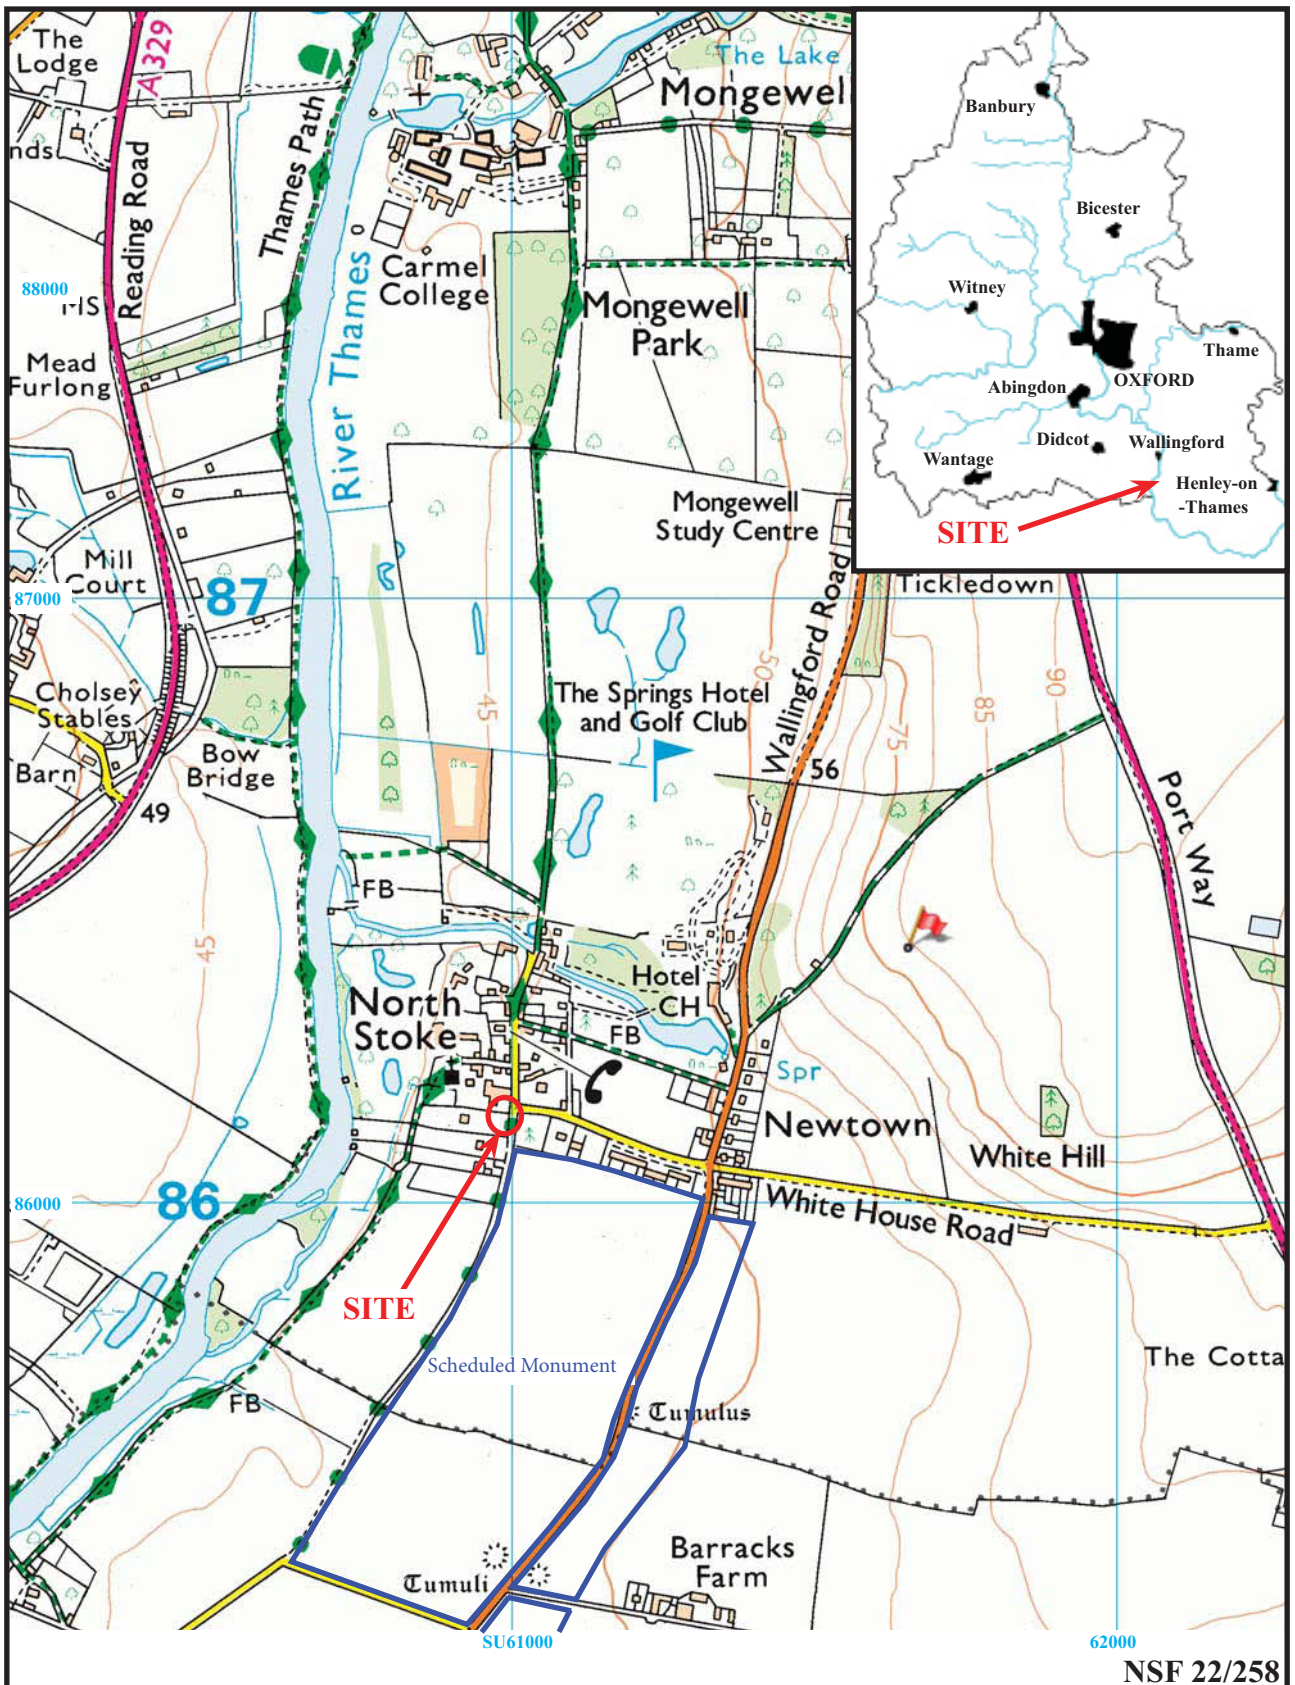 The
Lodge
A 329
nds
Thames Path
Reading Road
88000
MS
Mead
Furlong
River Thames
Carmel
College
The Lake
Mongewell
Mongewell
Park
Banbury
Bicester
Witney
Thame
OXFORD
Abingdon
Didcot
Wallingford
Wantage
Henley-on
-Thames
SITE
Mongewell
Study Centre
Mill
Court
87
87000
Tickledown
50
Wallingford Road
90
85
75
45
Cholsey
Stables
Barn
Bow
Bridge
49
The Springs Hotel
and Golf Club
56
Port Way
FB
45
North
Stoke
Hotel
CH
FB
Spr
Newtown
White Hill
86
86000
White House Road
SITE
Scheduled Monument
The Cotta
FB
Tumulus
Barracks
Farm
Tumuli
SU61000
62000
NSF 22/258